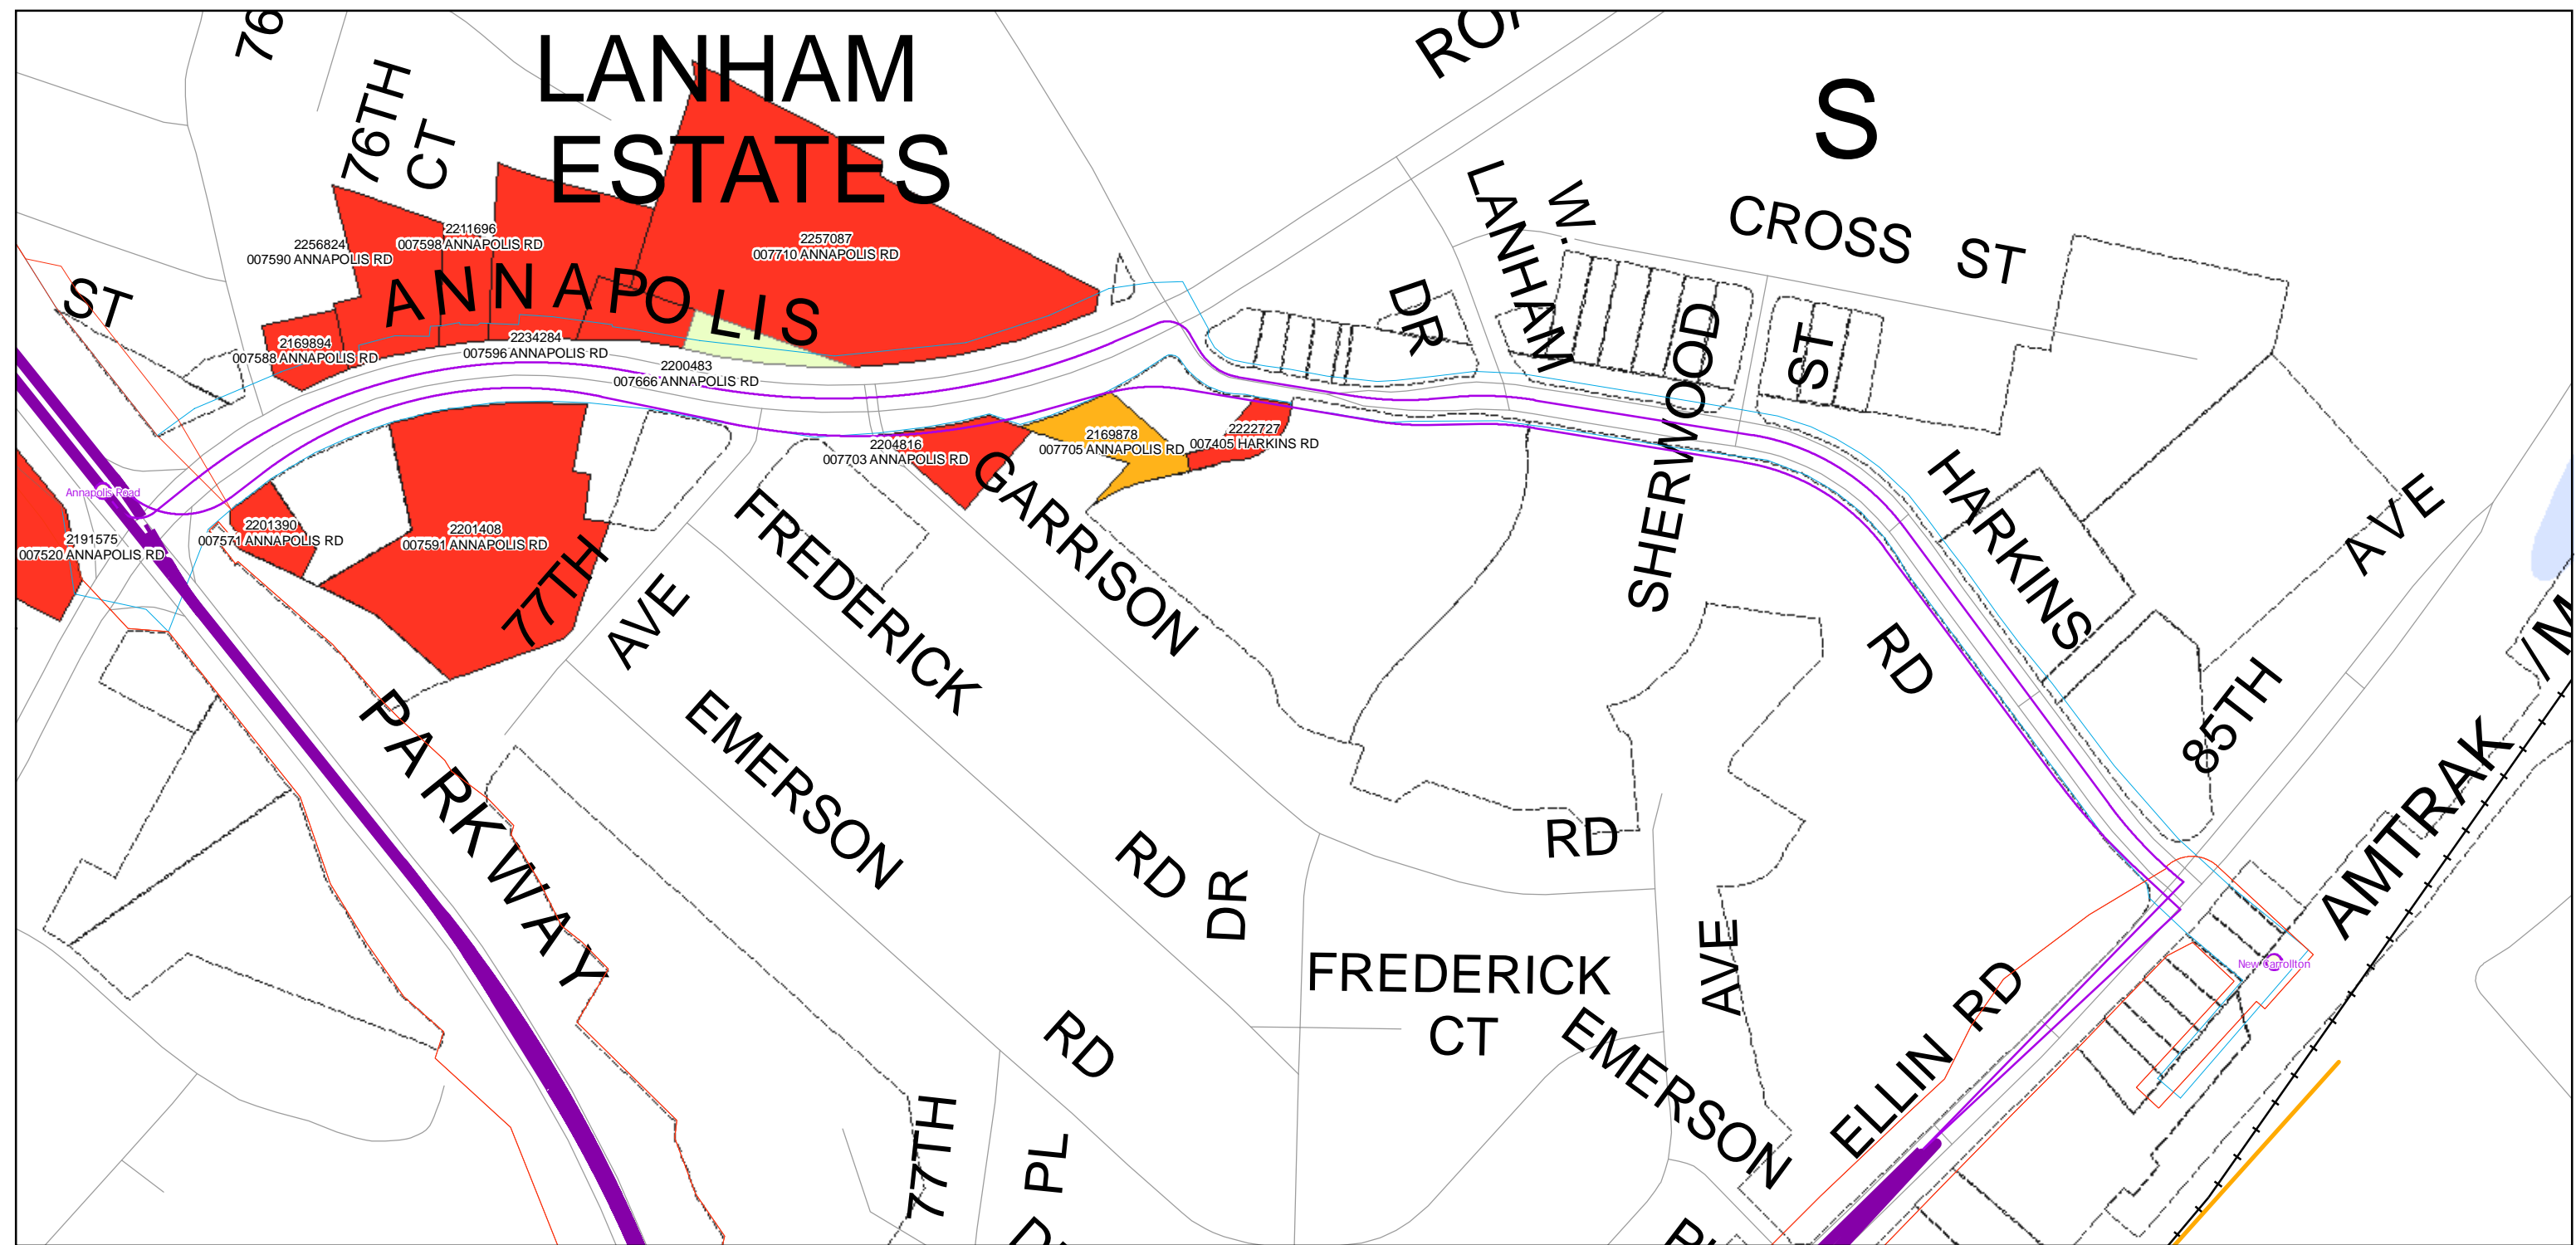 76
ROA
LANHAM
ESTATES
S
76TH
CT
W.
LANHAM
CROSS ST
2211696
007598 ANNAPOLIS RD
2256824
007590 ANNAPOLIS RD
2257087
007710 ANNAPOLIS RD
ST
ANNAPOLIS
DR
SHERWOOD
ST
2169894
007588 ANNAPOLIS RD
2234284
007596 ANNAPOLIS RD
2200483
007666 ANNAPOLIS RD
2204816
007703 ANNAPOLIS RD
2169878
007705 ANNAPOLIS RD
2222727
007405 HARKINS RD
Annapolis Road
2191575
007520 ANNAPOLIS RD
2201390
007571 ANNAPOLIS RD
2201408
007591 ANNAPOLIS RD
GARRISON
HARKINS
AVE
77TH
AVE
FREDERICK
RD
/M
PARKWAY
EMERSON
85TH
AMTRAK
RD
RD
DR
FREDERICK
CT
AVE
New Carrollton
ELLIN RD
RD
EMERSON
77TH
PL